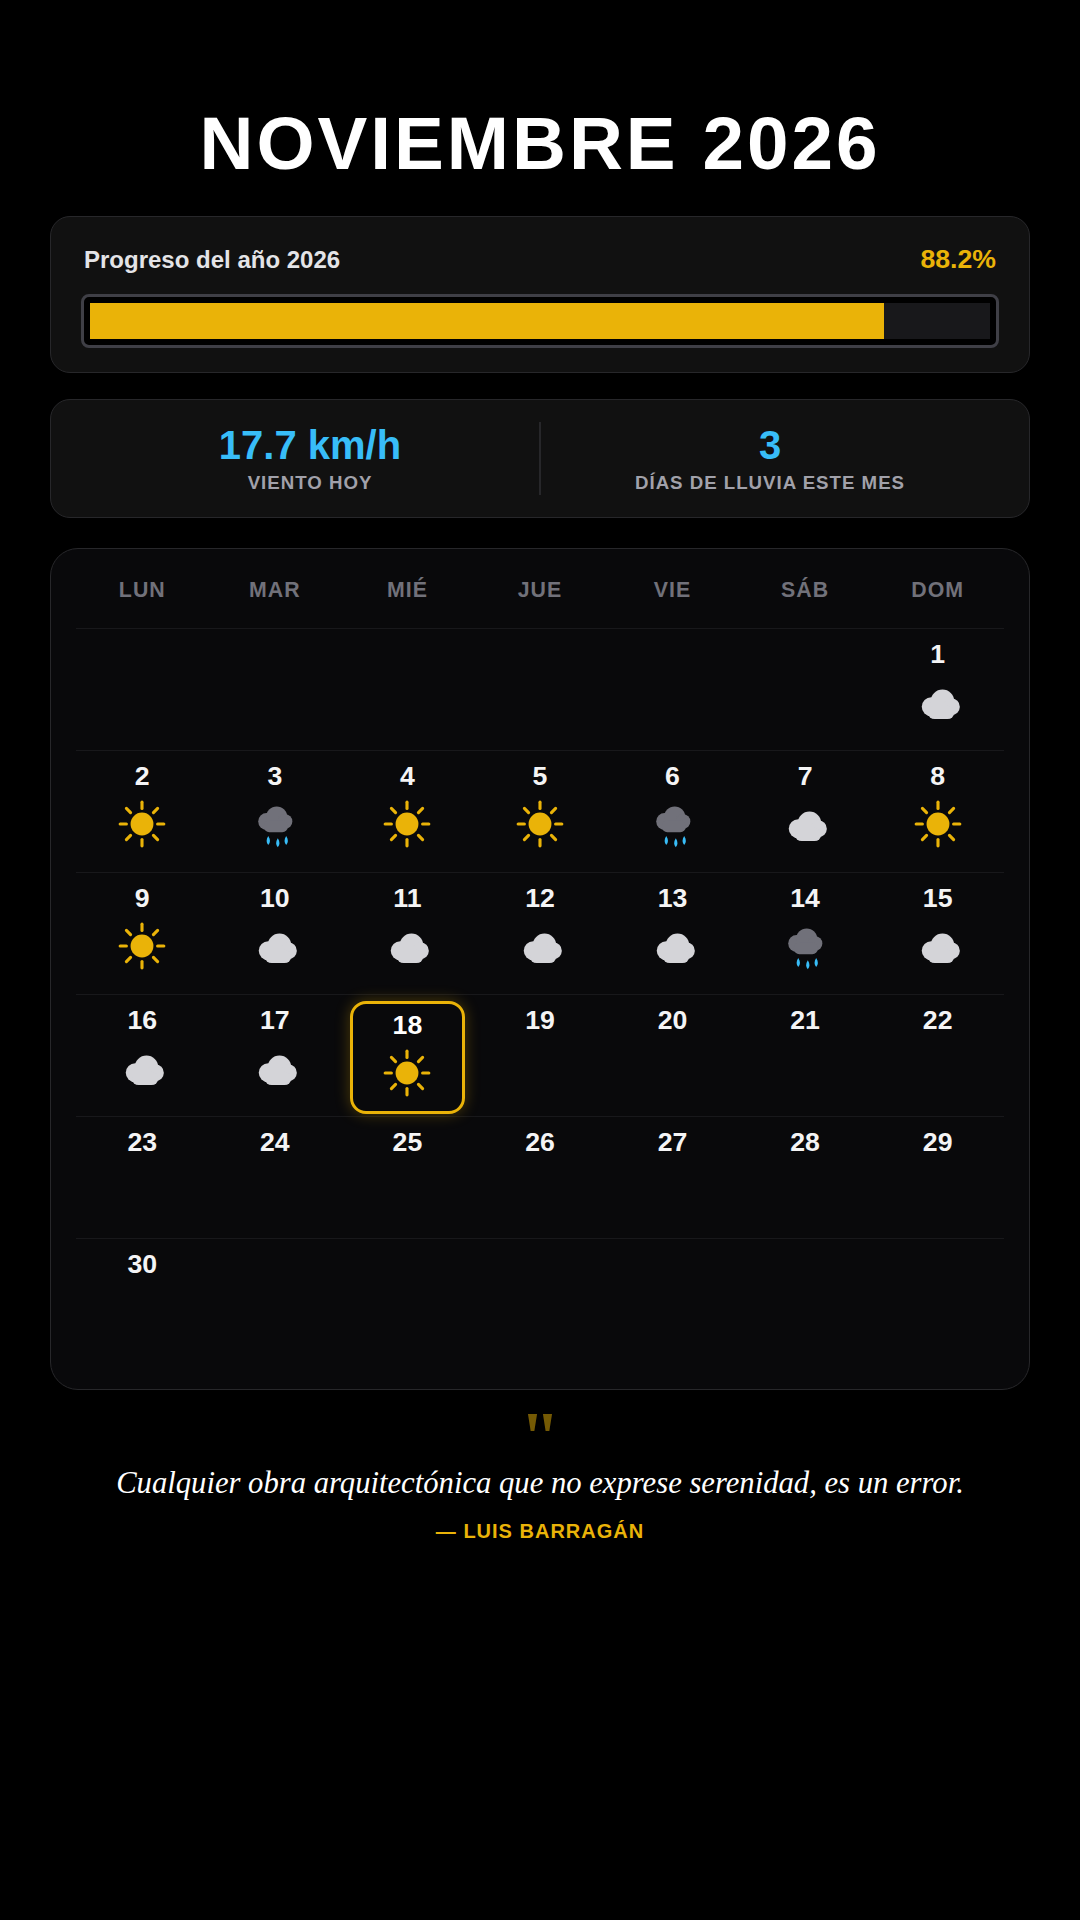 NOVIEMBRE 2026
Progreso del año 2026 88.2%
17.7 km/h 3
VIENTO HOY DÍAS DE LLUVIA ESTE MES
LUN MAR MIÉ JUE VIE SÁB DOM
1
2 3 4 5 6 7 8
9 10 11 12 13 14 15
16 17 18 19 20 21 22
23 24 25 26 27 28 29
30
"
Cualquier obra arquitectónica que no exprese serenidad, es un error.
— LUIS BARRAGÁN